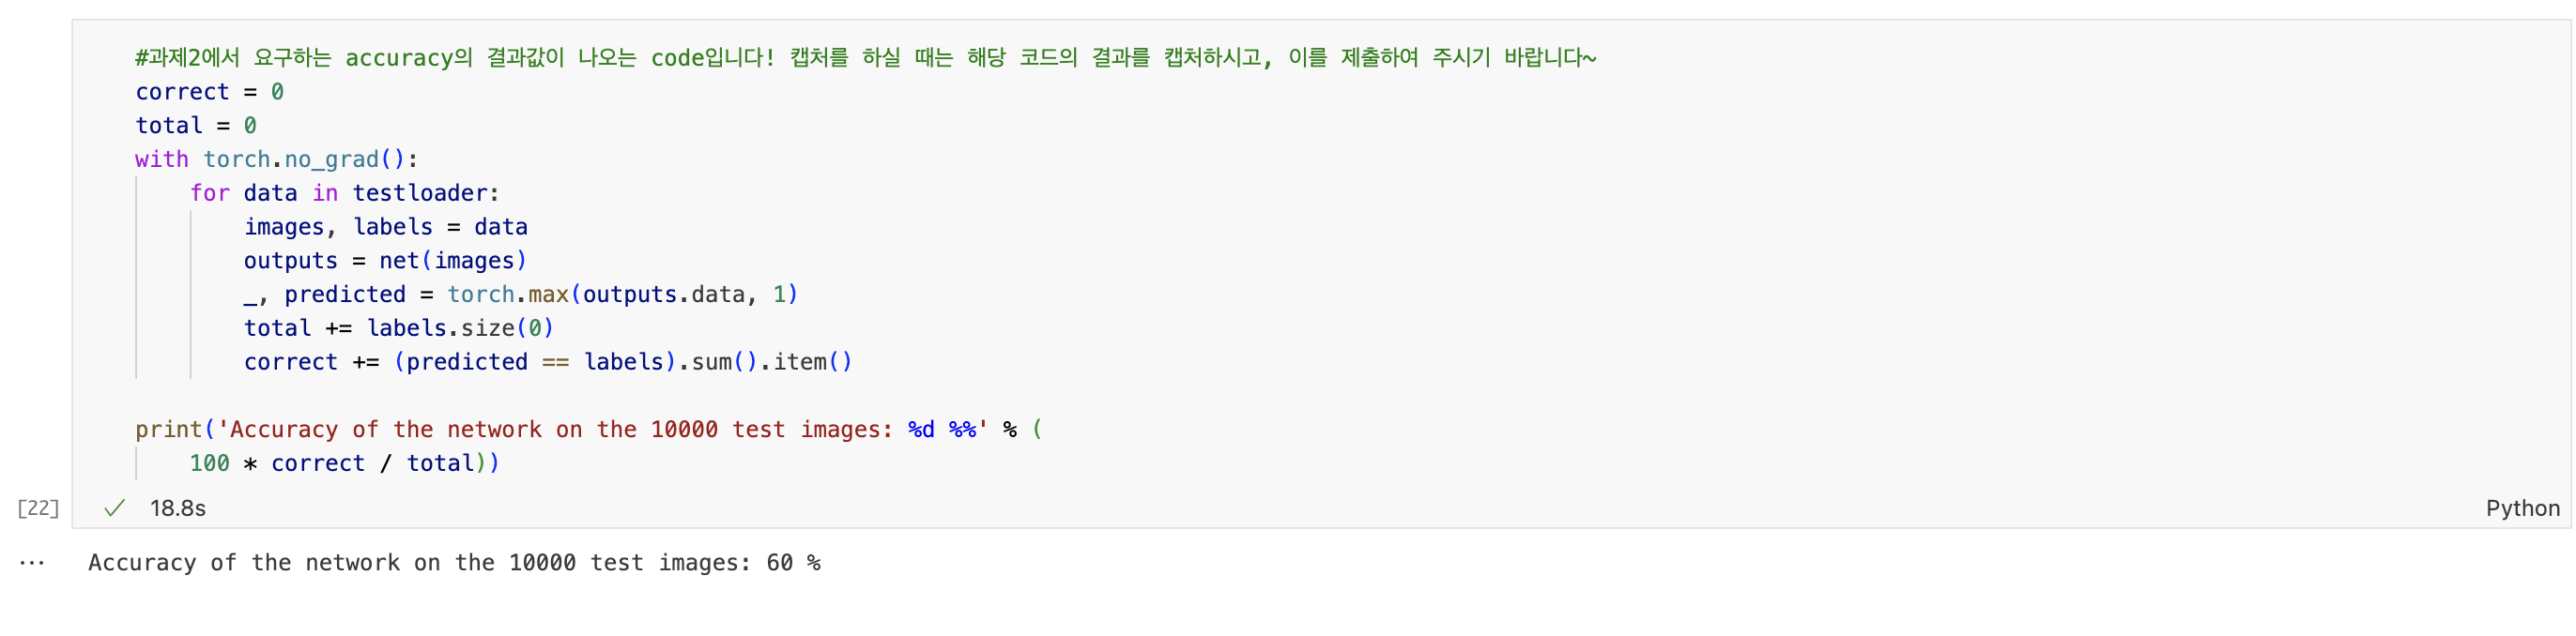 #과제2에서 요구하는 accuracy의 결과값이 나오는 code입니다! 캡처를 하실 때는 해당 코드의 결과를 캡처하시고, 이를 제출하여 주시기 바랍니다~
correct = 0
total = 0
with torch.no_grad():
    for data in testloader:
        images, labels = data
        outputs = net(images)
        _, predicted = torch.max(outputs.data, 1)
        total += labels.size(0)
        correct += (predicted == labels).sum().item()

print('Accuracy of the network on the 10000 test images: %d %%' % (
    100 * correct / total))
[22] ✓ 18.8s Python
... Accuracy of the network on the 10000 test images: 60 %